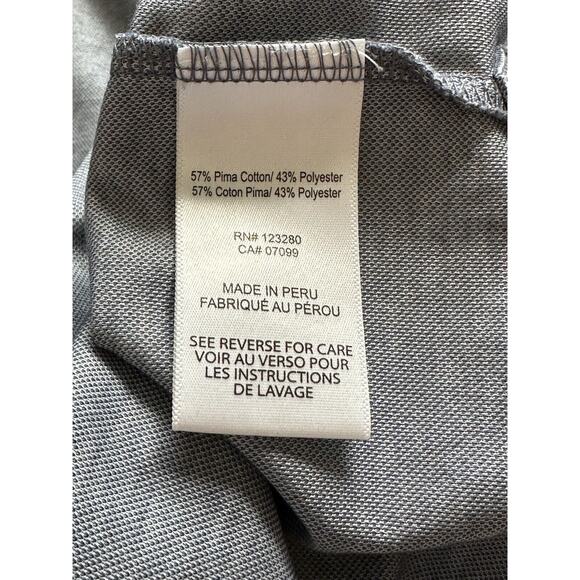 57% Pima Cotton/ 43% Polyester
57% Coton Pima/ 43% Polyester
RN# 123280
CA# 07099
MADE IN PERU
FABRIQUÉ AU PÉROU
SEE REVERSE FOR CARE
VOIR AU VERSO POUR
LES INSTRUCTIONS
DE LAVAGE